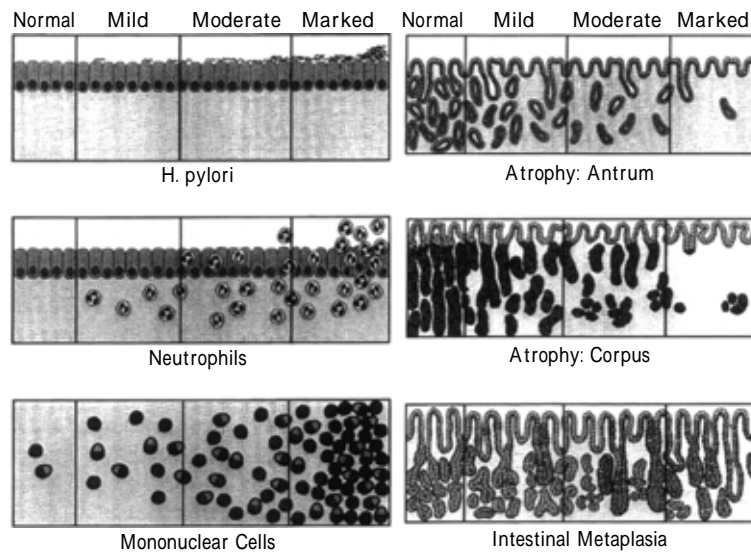 Normal Mild Moderate Marked
Normal Mild Moderate Marked
H. pylori
Atrophy: Antrum
Neutrophils
Atrophy: Corpus
Mononuclear Cells
Intestinal Metaplasia